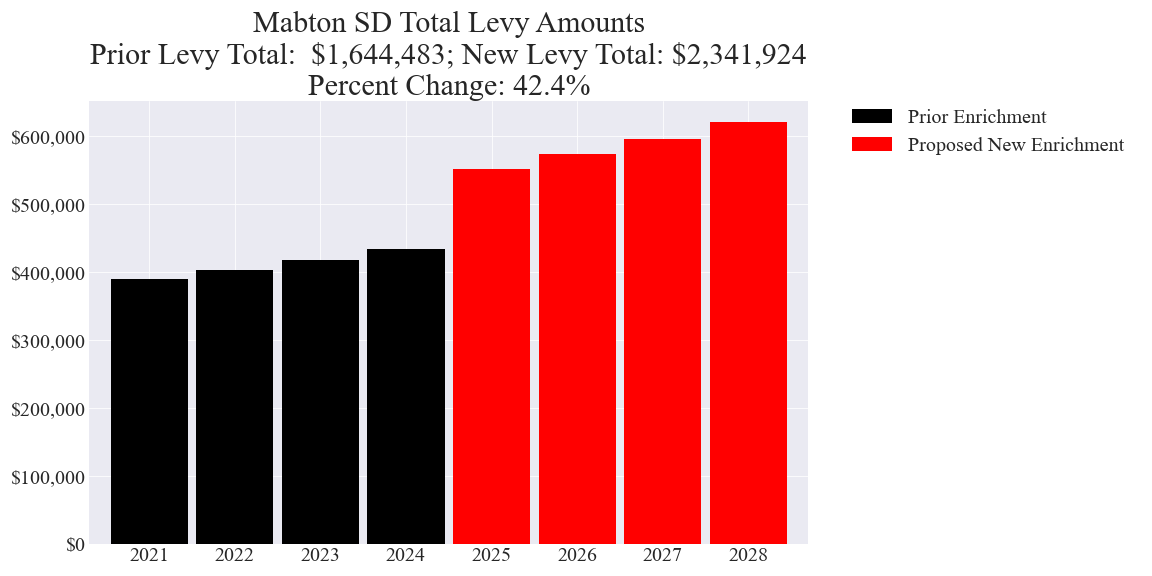 Mabton SD Total Levy Amounts
Prior Levy Total:  $1,644,483; New Levy Total: $2,341,924
Percent Change: 42.4%
Prior Enrichment
Proposed New Enrichment
$600,000
$500,000
$400,000
$300,000
$200,000
$100,000
$0
2021 2022 2023 2024 2025 2026 2027 2028